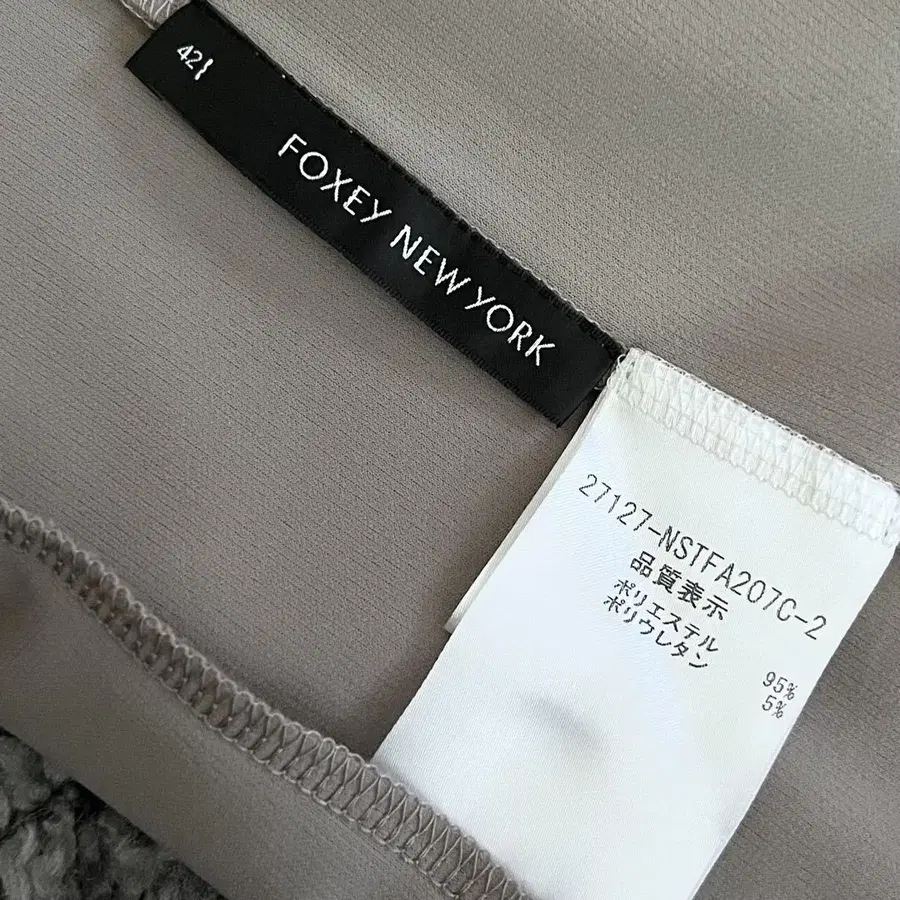 42
FOXEY NEW YORK
27127-NSTFA207C-2
品質表示
ポリエステル 95%
ポリウレタン 5%